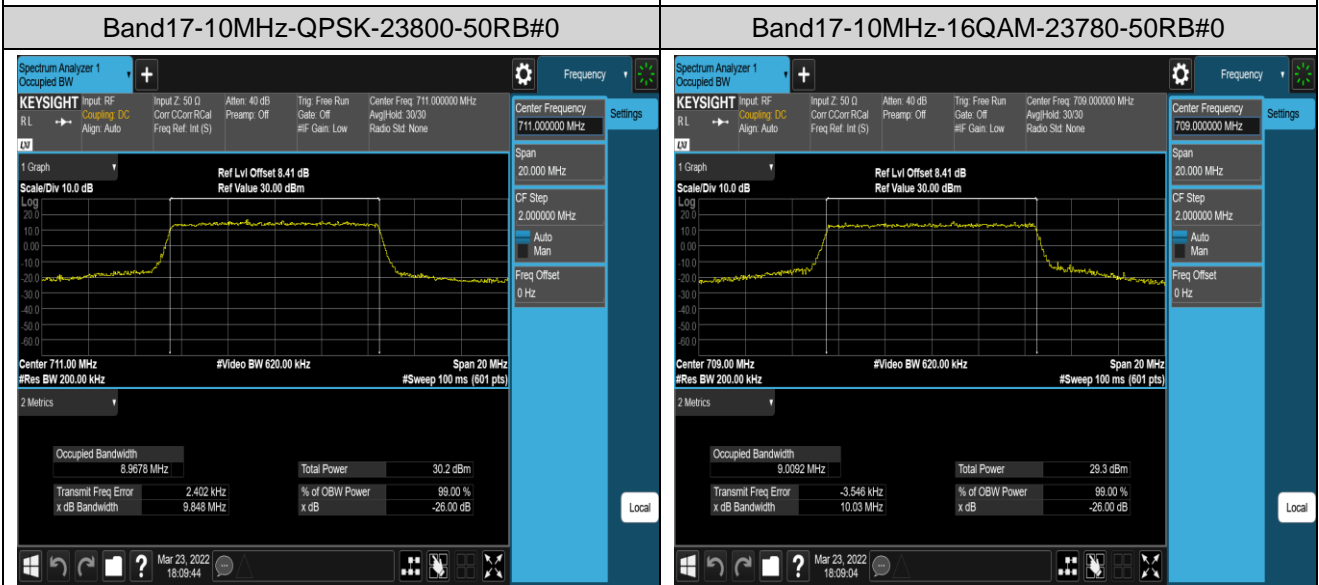 Band17-10MHz-QPSK-23800-50RB#0
Spectrum Analyzer 1
Occupied BW
Frequency
KEYSIGHT
RL
Input: RF
Coupling: DC
Align: Auto
Input Z: 50 Ω
Corr CCorr RCal
Freq Ref: Int (S)
Atten: 40 dB
Preamp: Off
Trig: Free Run
Gate: Off
#IF Gain: Low
Center Freq: 711.000000 MHz
Avg|Hold: 30/30
Radio Std: None
LXI
Center Frequency
711.000000 MHz
Settings
Span
20.000 MHz
CF Step
2.000000 MHz
Auto
Man
Freq Offset
0 Hz
1 Graph
Scale/Div 10.0 dB
Ref Lvl Offset 8.41 dB
Ref Value 30.00 dBm
Log
20.0
10.0
0.00
-10.0
-20.0
-30.0
-40.0
-50.0
-60.0
Center 711.00 MHz
#Res BW 200.00 kHz
#Video BW 620.00 kHz
Span 20 MHz
#Sweep 100 ms (601 pts)
2 Metrics
Occupied Bandwidth
8.9678 MHz
Total Power 30.2 dBm
Transmit Freq Error 2.402 kHz
% of OBW Power 99.00 %
x dB Bandwidth 9.848 MHz
x dB -26.00 dB
Local
?
Mar 23, 2022
18:09:44
Band17-10MHz-16QAM-23780-50RB#0
Spectrum Analyzer 1
Occupied BW
Frequency
KEYSIGHT
RL
Input: RF
Coupling: DC
Align: Auto
Input Z: 50 Ω
Corr CCorr RCal
Freq Ref: Int (S)
Atten: 40 dB
Preamp: Off
Trig: Free Run
Gate: Off
#IF Gain: Low
Center Freq: 709.000000 MHz
Avg|Hold: 30/30
Radio Std: None
LXI
Center Frequency
709.000000 MHz
Settings
Span
20.000 MHz
CF Step
2.000000 MHz
Auto
Man
Freq Offset
0 Hz
1 Graph
Scale/Div 10.0 dB
Ref Lvl Offset 8.41 dB
Ref Value 30.00 dBm
Log
20.0
10.0
0.00
-10.0
-20.0
-30.0
-40.0
-50.0
-60.0
Center 709.00 MHz
#Res BW 200.00 kHz
#Video BW 620.00 kHz
Span 20 MHz
#Sweep 100 ms (601 pts)
2 Metrics
Occupied Bandwidth
9.0092 MHz
Total Power 29.3 dBm
Transmit Freq Error -3.546 kHz
% of OBW Power 99.00 %
x dB Bandwidth 10.03 MHz
x dB -26.00 dB
Local
?
Mar 23, 2022
18:09:04